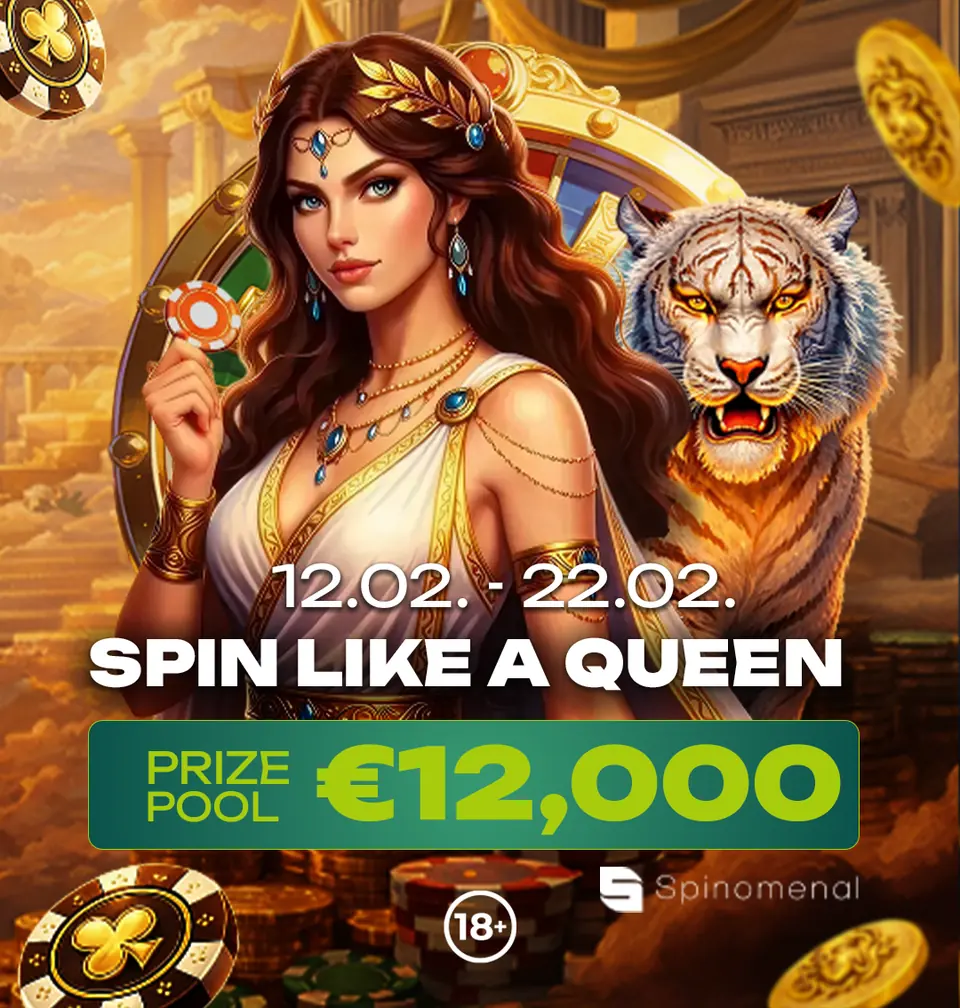 12.02. - 22.02.
SPIN LIKE A QUEEN
PRIZE
POOL
€12,000
Spinomenal
18+